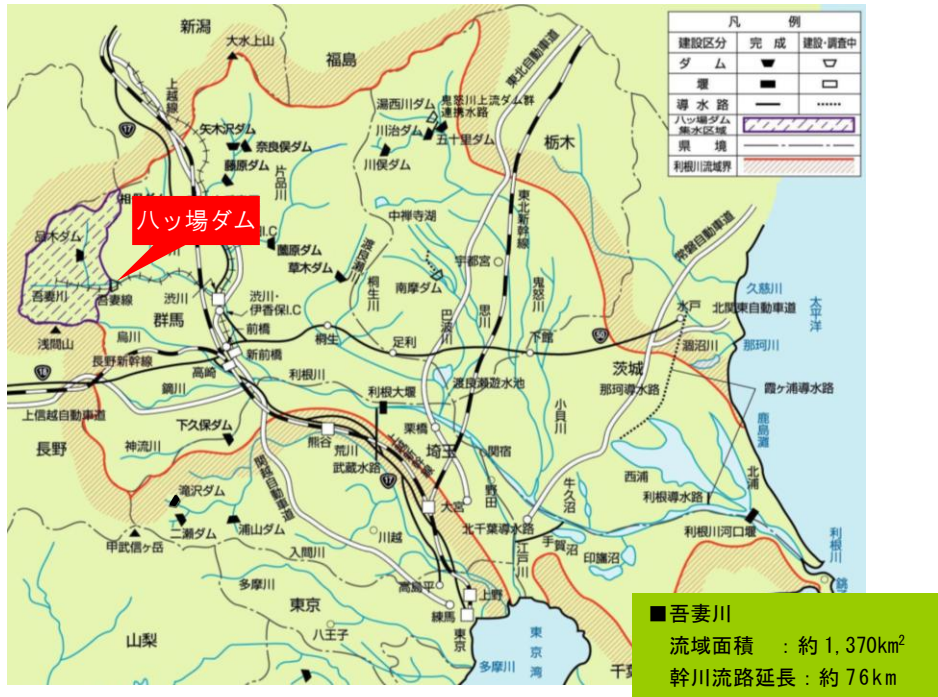 凡　例
建設区分 完成 建設・調査中
ダム
堰
導水路
八ッ場ダム
集水区域
県境
利根川流域界
新潟
大水上山
福島
上越線
17
矢木沢ダム
奈良俣ダム
藤原ダム
片品川
湯西川ダム
鬼怒川上流ダム群
連携水路
川治ダム
五十里ダム
川俣ダム
東北自動車道
栃木
八ッ場ダム
I.C
品木ダム
薗原ダム
草木ダム
渡良瀬川
桐生川
中禅寺湖
宇都宮
南摩ダム
東北新幹線
鬼怒川
思川
巴波川
常磐自動車道
久慈川
太平洋
水戸
北関東自動車道
涸沼川
那珂川
吾妻川
吾妻線
渋川
渋川・
伊香保I.C
群馬
浅間山
烏川
前橋
新前橋
桐生
足利
下館
50
茨城
長野新幹線
高崎
18
利根川
利根大堰
渡良瀬遊水池
那珂導水路
霞ヶ浦導水路
鹿島灘
鏑川
上信越自動車道
下久保ダム
長野
神流川
熊谷
荒川
武蔵水路
上越新幹線
17
栗橋
埼玉
関宿
小貝川
西浦
北浦
関越自動車道
野田
牛久沼
利根導水路
滝沢ダム
二瀬ダム
浦山ダム
大宮
北千葉導水路
手賀沼
印旛沼
利根川河口堰
利根川
甲武信ヶ岳
入間川
川越
江戸川
多摩川
高島平
上野
練馬
東京
東京
八王子
山梨
多摩川
東京湾
■吾妻川
流域面積　：約1,370km²
幹川流路延長：約76km